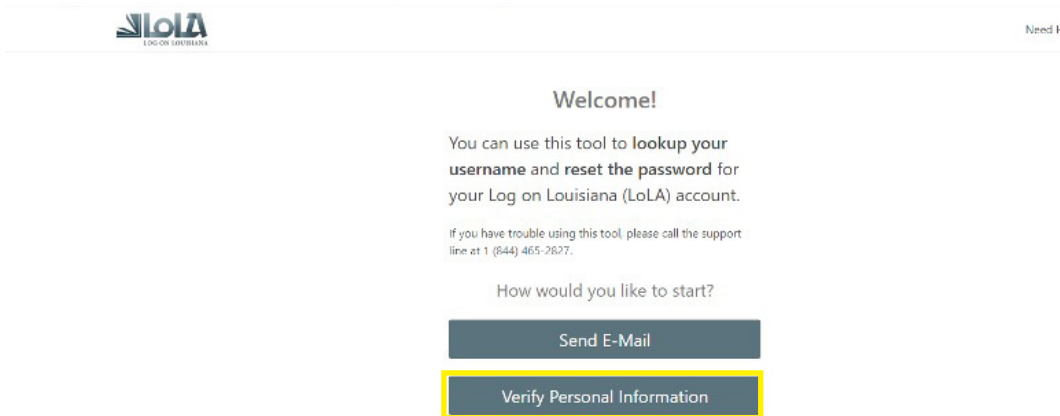 LOLA
LOG ON LOUISIANA
Need
Welcome!
You can use this tool to lookup your
username and reset the password for
your Log on Louisiana (LoLA) account.
If you have trouble using this tool, please call the support
line at 1 (844) 465-2827.
How would you like to start?
Send E-Mail
Verify Personal Information